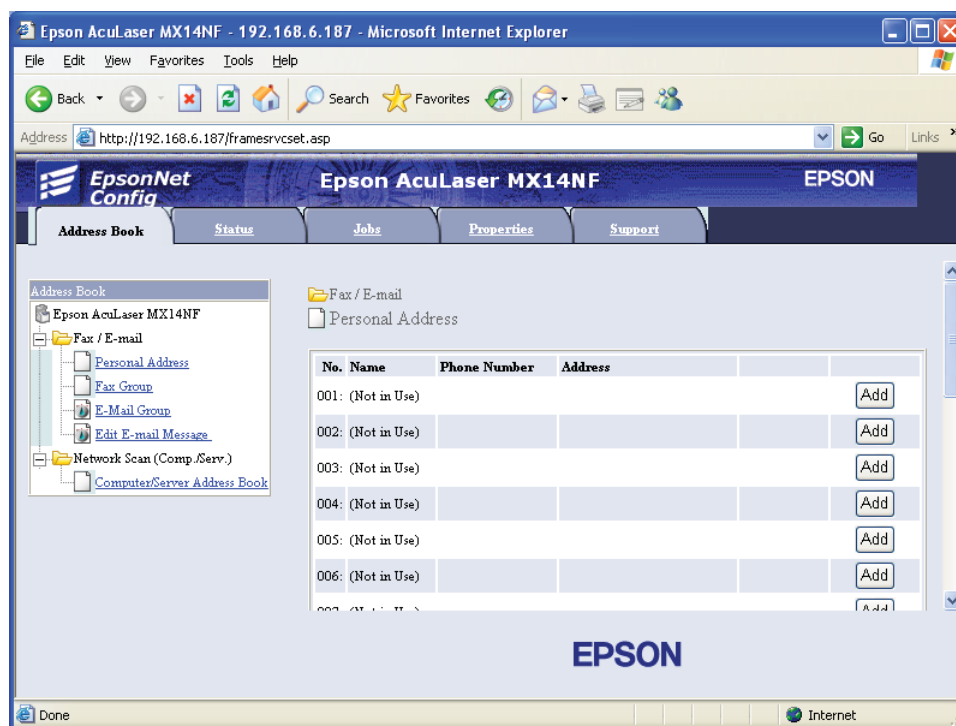 Epson AcuLaser MX14NF - 192.168.6.187 - Microsoft Internet Explorer
File Edit View Favorites Tools Help
Back Search Favorites
Address http://192.168.6.187/framesrvcset.asp Go Links
EpsonNet Config
Epson AcuLaser MX14NF
EPSON
Address Book Status Jobs Properties Support
Address Book
Epson AcuLaser MX14NF
Fax / E-mail
Personal Address
Fax Group
E-Mail Group
Edit E-mail Message
Network Scan (Comp./Serv.)
Computer/Server Address Book
Fax / E-mail
Personal Address
No. Name Phone Number Address
001: (Not in Use) Add
002: (Not in Use) Add
003: (Not in Use) Add
004: (Not in Use) Add
005: (Not in Use) Add
006: (Not in Use) Add
EPSON
Done Internet